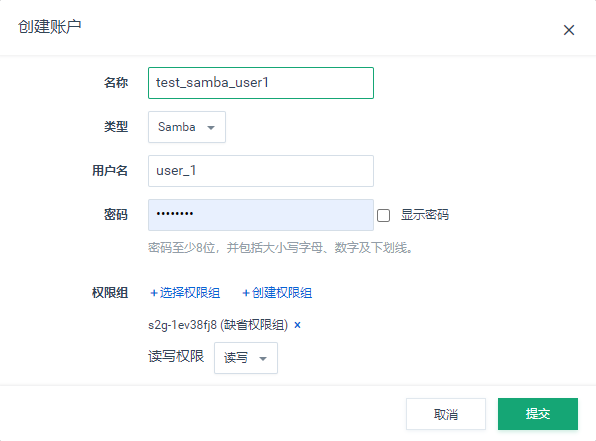 创建账户
名称 test_samba_user1
类型 Samba
用户名 user_1
密码 •••••••• 显示密码
密码至少8位，并包括大小写字母、数字及下划线。
权限组 +选择权限组 +创建权限组
s2g-1ev38fj8 (缺省权限组) ×
读写权限 读写
取消 提交